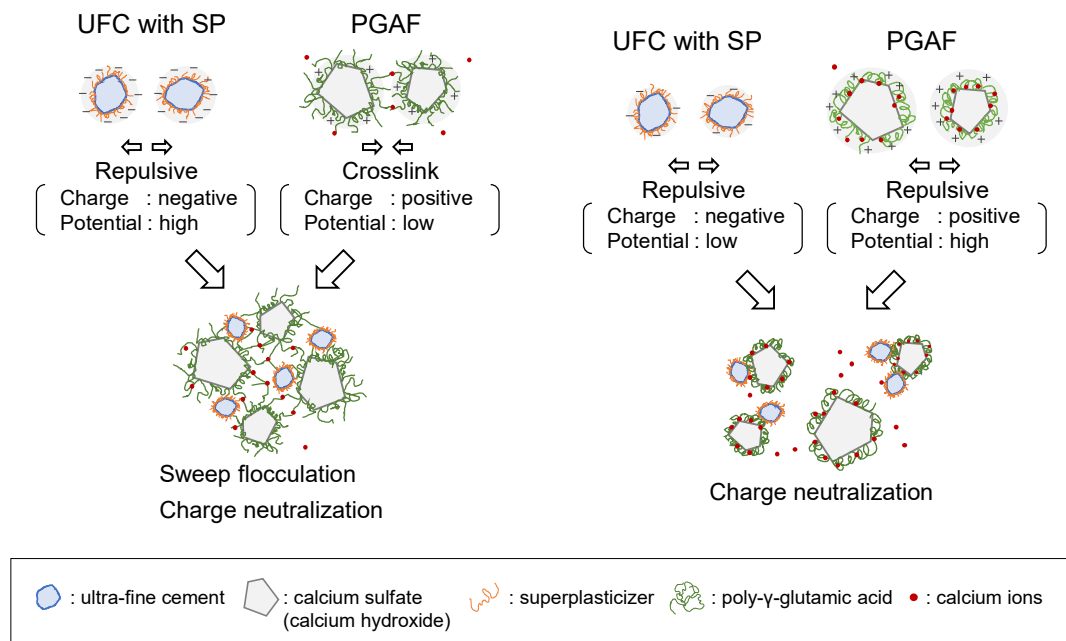 UFC with SP
PGAF
Repulsive
Charge : negative
Potential : high
Crosslink
Charge : positive
Potential : low
Sweep flocculation
Charge neutralization
UFC with SP
PGAF
Repulsive
Charge : negative
Potential : low
Repulsive
Charge : positive
Potential : high
Charge neutralization
: ultra-fine cement
: calcium sulfate
(calcium hydroxide)
: superplasticizer
: poly-γ-glutamic acid
: calcium ions